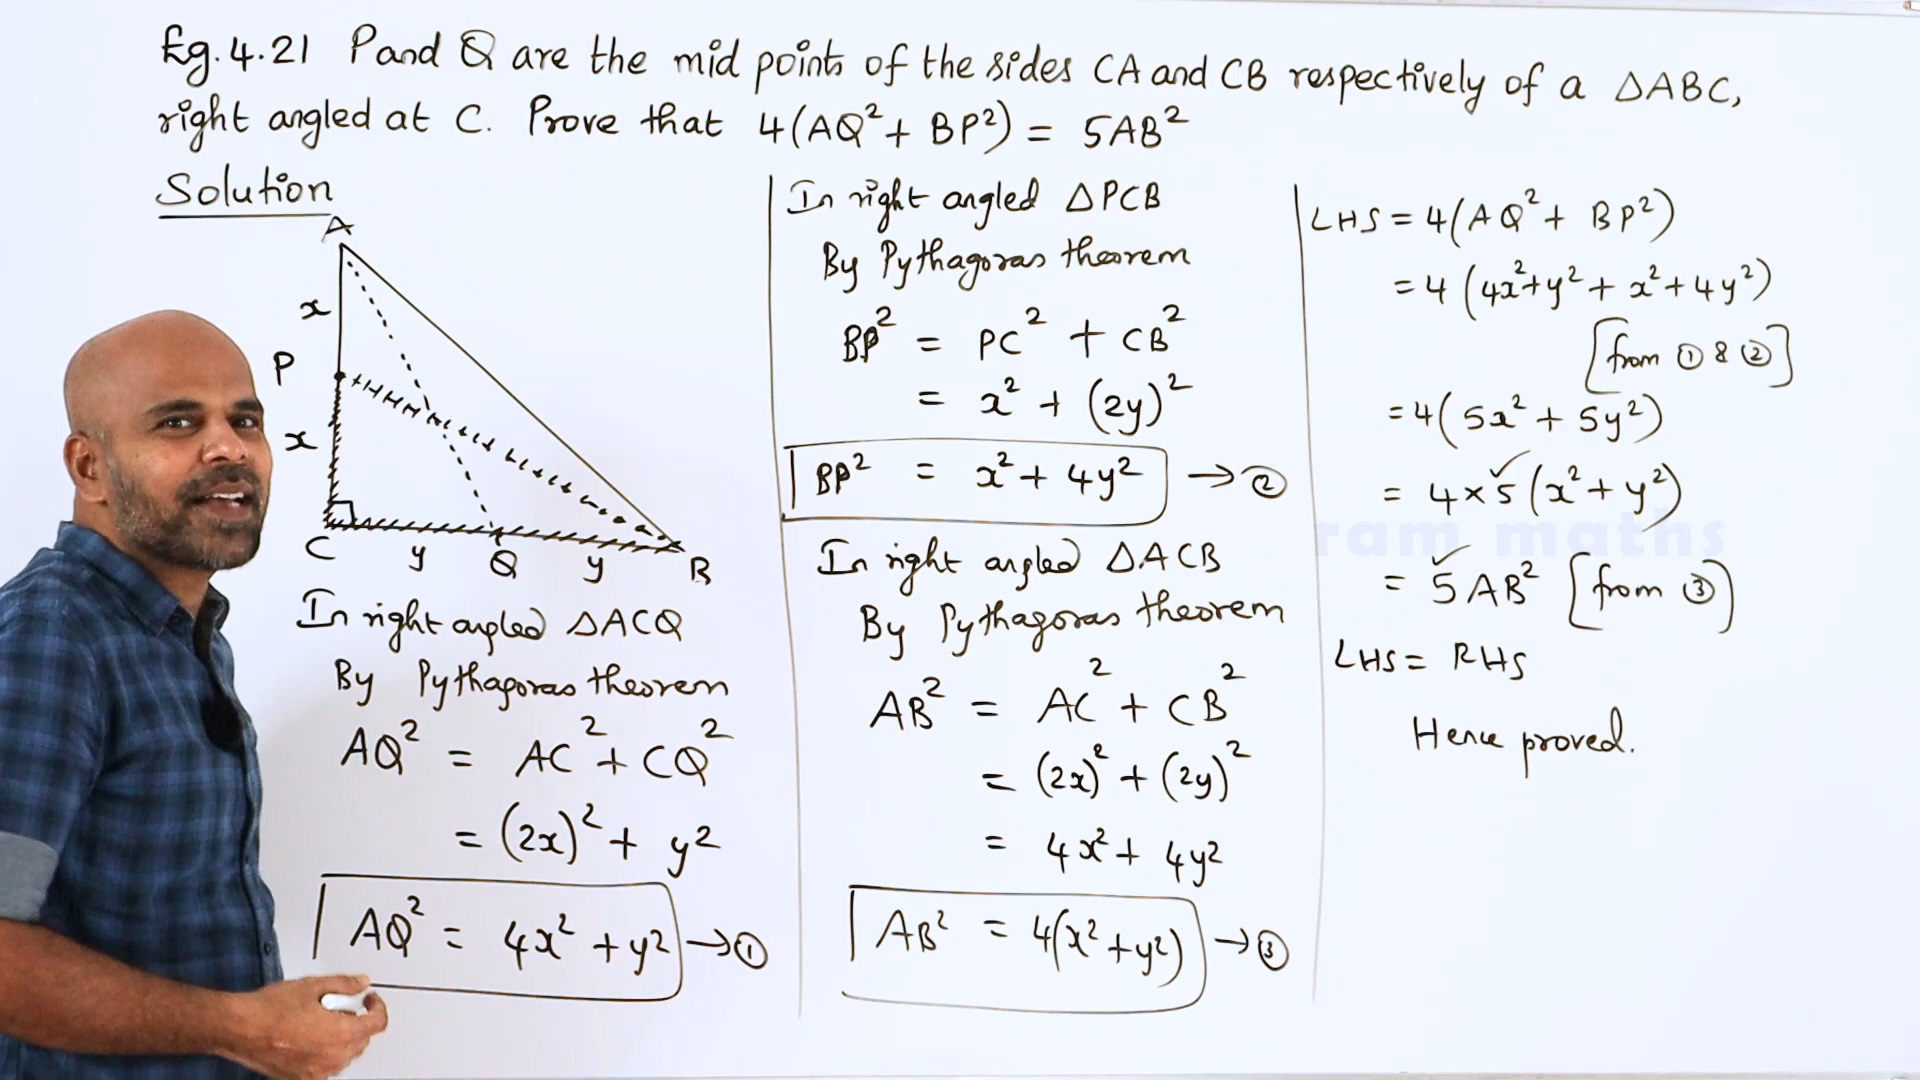 Eg. 4.21 P and Q are the mid points of the sides CA and CB respectively of a ΔABC,
right angled at C. Prove that 4(AQ² + BP²) = 5AB²
Solution
A
x
P
x
C y Q y B
In right angled ΔACQ
By Pythagoras theorem
AQ² = AC² + CQ²
= (2x)² + y²
AQ² = 4x² + y² → ①
In right angled ΔPCB
By Pythagoras theorem
BP² = PC² + CB²
= x² + (2y)²
BP² = x² + 4y² → ②
In right angled ΔACB
By Pythagoras theorem
AB² = AC² + CB²
= (2x)² + (2y)²
= 4x² + 4y²
AB² = 4(x² + y²) → ③
LHS = 4(AQ² + BP²)
= 4 (4x² + y² + x² + 4y²)
[from ① & ②]
= 4(5x² + 5y²)
= 4 × 5 (x² + y²)
ram maths
= 5AB² [from ③]
LHS = RHS
Hence proved.